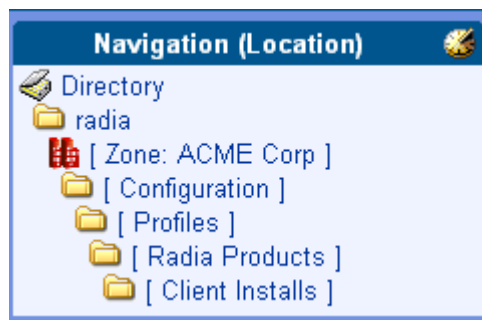 Navigation (Location)
Directory
radia
[ Zone: ACME Corp ]
[ Configuration ]
[ Profiles ]
[ Radia Products ]
[ Client Installs ]